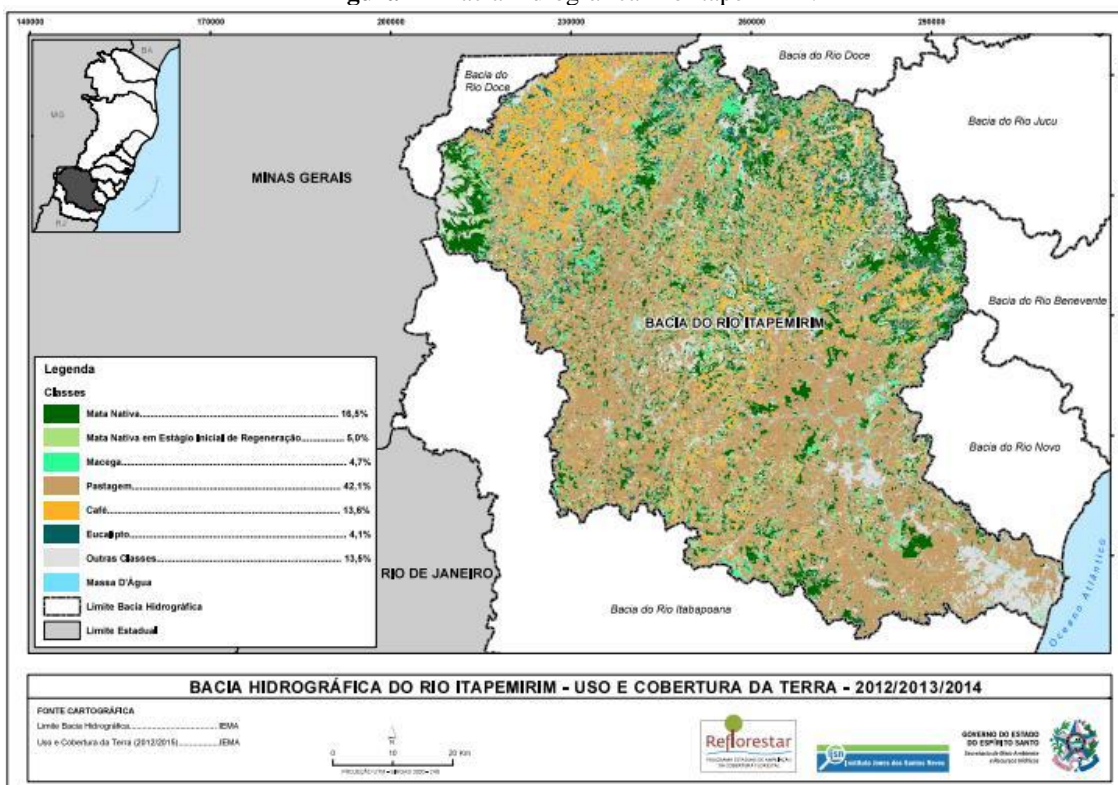 140000 170000 200000 230000 260000 290000
BA
MG
RJ
Bacia do
Rio Doce
Bacia do Rio Doce
Bacia do Rio Jucu
MINAS GERAIS
BACIA DO RIO ITAPEMIRIM
Bacia do Rio Benevente
Bacia do Rio Novo
RIO DE JANEIRO
Bacia do Rio Itabapoana
Oceano Atlântico
Legenda
Classes
Mata Nativa 16,5%
Mata Nativa em Estágio Inicial de Regeneração 5,0%
Macega 4,7%
Pastagem 42,1%
Café 13,6%
Eucalipto 4,1%
Outras Classes 13,5%
Massa D'Água
Limite Bacia Hidrográfica
Limite Estadual
BACIA HIDROGRÁFICA DO RIO ITAPEMIRIM - USO E COBERTURA DA TERRA - 2012/2013/2014
FONTE CARTOGRÁFICA
Limite Bacia Hidrográfica IEMA
Uso e Cobertura da Terra (2012/2015) IEMA
0 10 20 Km
Reflorestar
Instituto Jones dos Santos Neves
GOVERNO DO ESTADO
DO ESPÍRITO SANTO
Secretaria de Meio Ambiente
e Recursos Hídricos